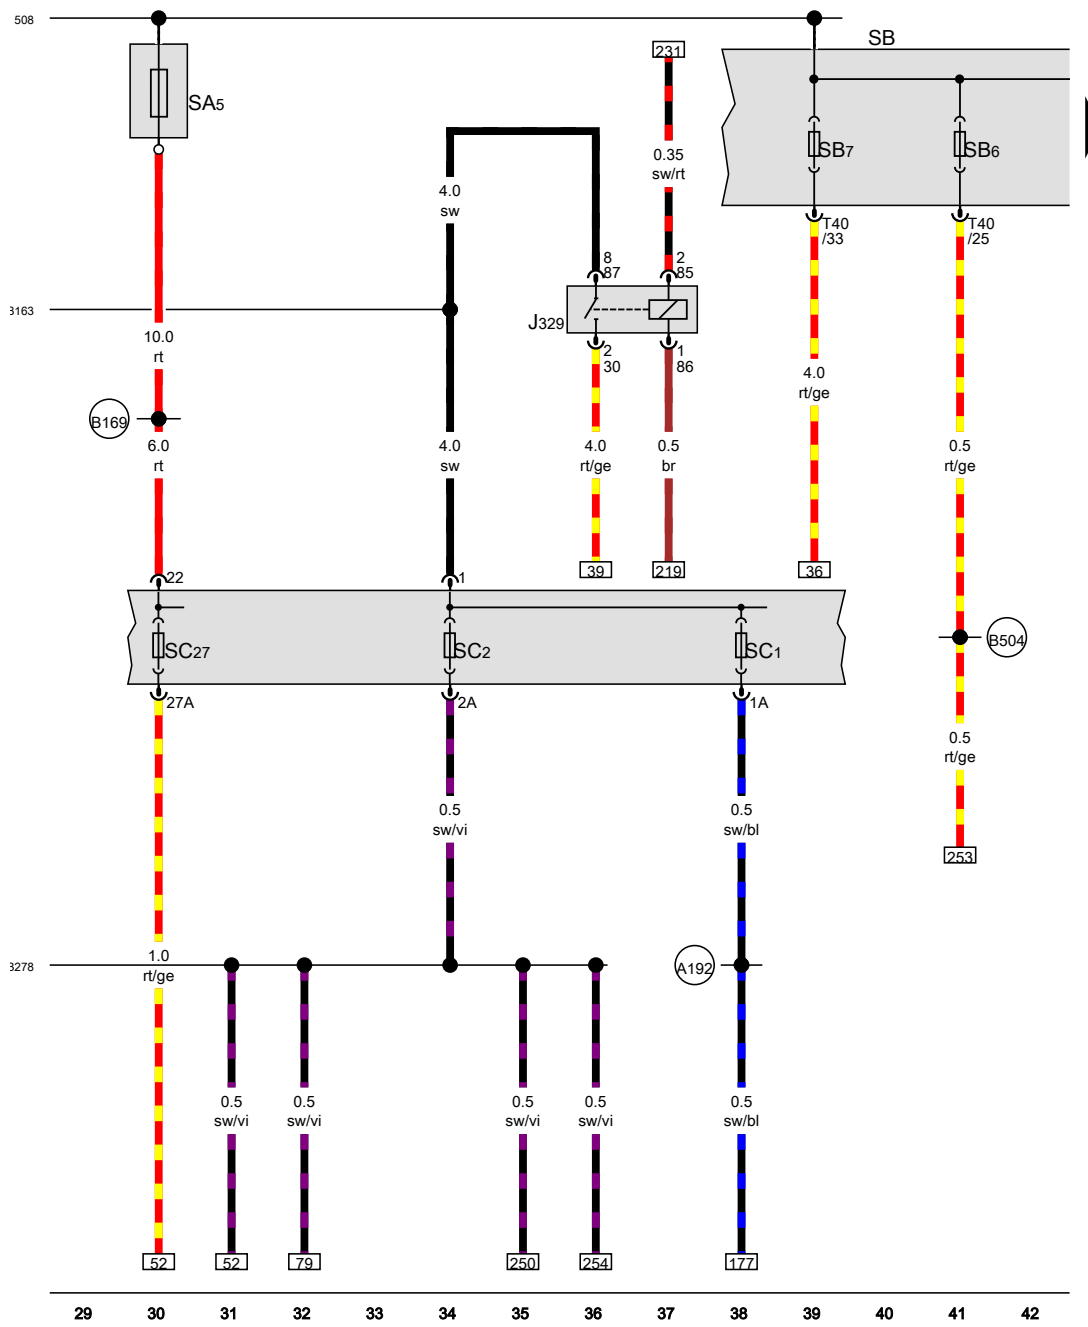 508
SB
231
SA5
SB7
SB6
0.35
sw/rt
4.0
sw
T40
/33
T40
/25
8
87
2
85
3163
J329
10.0
rt
2
30
1
86
4.0
rt/ge
B169
6.0
rt
4.0
sw
4.0
rt/ge
0.5
br
0.5
rt/ge
39
219
36
22
1
SC27
SC2
SC1
B504
27A
2A
1A
0.5
rt/ge
0.5
sw/vi
0.5
sw/bl
253
3278
1.0
rt/ge
A192
0.5
sw/vi
0.5
sw/vi
0.5
sw/vi
0.5
sw/vi
0.5
sw/bl
52
52
79
250
254
177
29 30 31 32 33 34 35 36 37 38 39 40 41 42